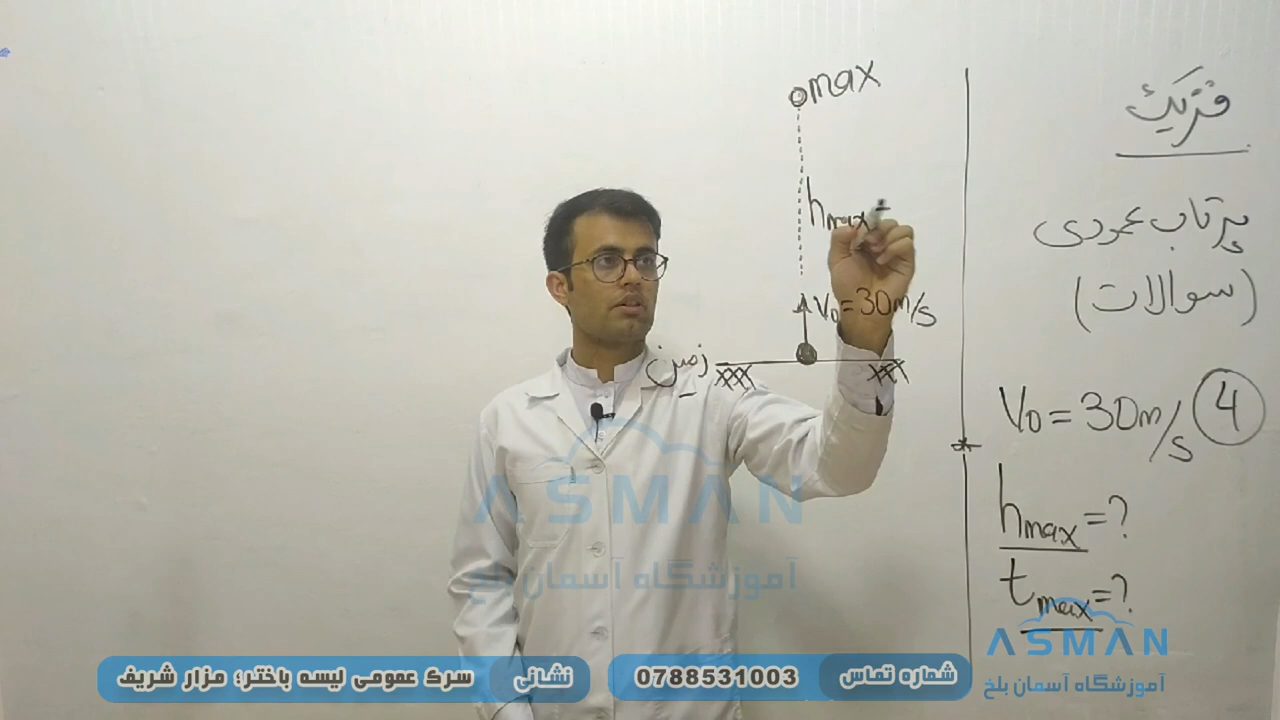 فزیک
پرتاب عمودی
(سوالات)
4
V₀ = 30m/s
hmax = ?
tmax = ?
max
hmax =
V₀ = 30m/s
زمین
ASMAN
آموزشگاه آسمان بلخ
ASMAN
آموزشگاه آسمان بلخ
شماره تماس 0788531003
نشانی سرک عمومی لیسه باختر؛ مزار شریف